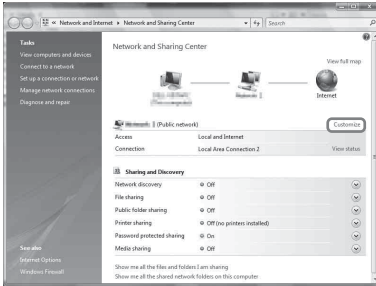 Network and Internet ▸ Network and Sharing Center
Search
Tasks
View computers and devices
Connect to a network
Set up a connection or network
Manage network connections
Diagnose and repair
See also
Internet Options
Windows Firewall
Network and Sharing Center
View full map
Internet
(Public network)
Customize
Access Local and Internet
Connection Local Area Connection 2 View status
Sharing and Discovery
Network discovery Off
File sharing Off
Public folder sharing Off
Printer sharing Off (no printers installed)
Password protected sharing On
Media sharing Off
Show me all the files and folders I am sharing
Show me all the shared network folders on this computer